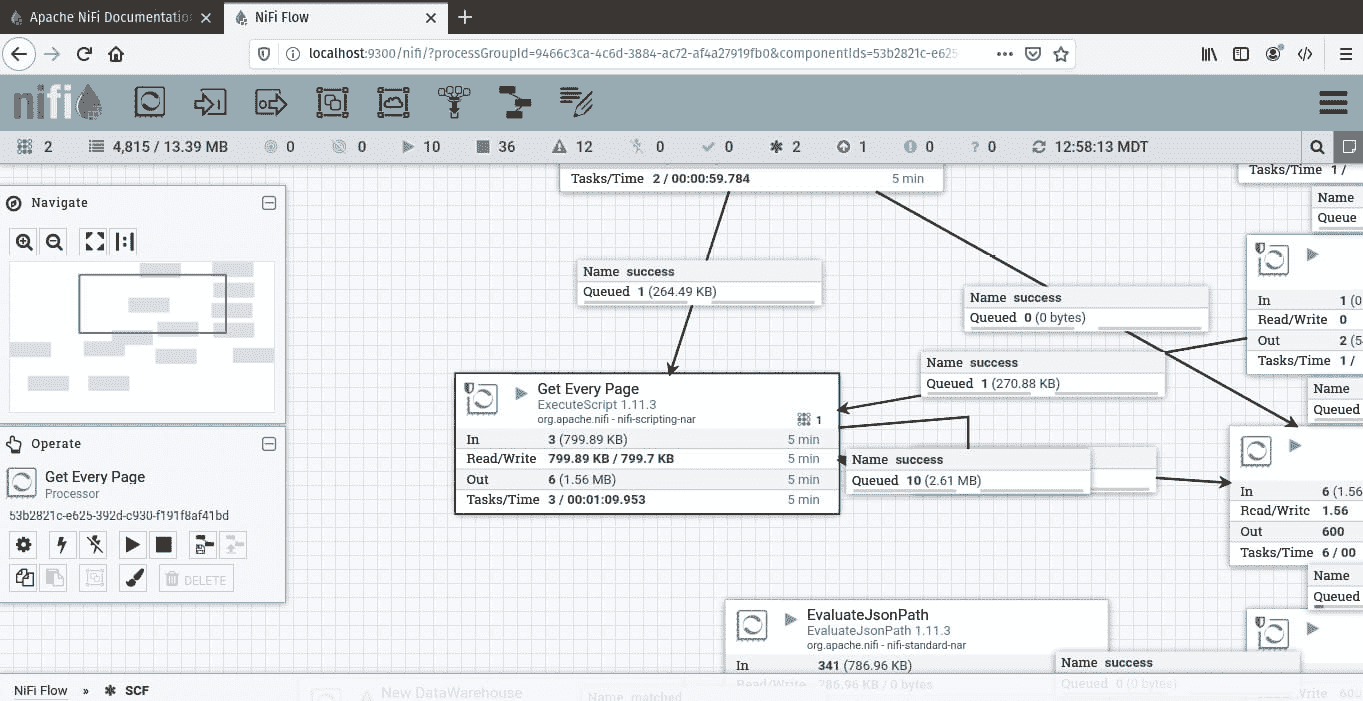 Apache NiFi Documentation
NiFi Flow
localhost:9300/nifi/?processGroupId=9466c3ca-4c6d-3884-ac72-af4a27919fb0&componentIds=53b2821c-e625-
nifi
2
4,815 / 13.39 MB
0
0
10
36
12
0
0
2
1
0
0
12:58:13 MDT
Tasks/Time 2 / 00:00:59.784 5 min
Tasks/Time 1 /
Navigate
Name
Queue
Name success
Queued 1 (264.49 KB)
Name success
Queued 0 (0 bytes)
In 1 (0
Read/Write 0
Out 2 (5
Tasks/Time 1 /
Name success
Queued 1 (270.88 KB)
Name
Queued
Get Every Page
ExecuteScript 1.11.3
org.apache.nifi - nifi-scripting-nar
1
In 3 (799.89 KB) 5 min
Read/Write 799.89 KB / 799.7 KB 5 min
Out 6 (1.56 MB) 5 min
Tasks/Time 3 / 00:01:09.953 5 min
Name success
Queued 10 (2.61 MB)
Operate
Get Every Page
Processor
53b2821c-e625-392d-c930-f191f8af41bd
DELETE
In 6 (1.56
Read/Write 1.56
Out 600
Tasks/Time 6 / 00
Name
Queued
EvaluateJsonPath
EvaluateJsonPath 1.11.3
org.apache.nifi - nifi-standard-nar
In 341 (786.96 KB)
Read/Write 786.96 KB / 0 bytes
Name success
Queued 0 (0 bytes)
NiFi Flow » SCF
New DataWarehouse
Name matched